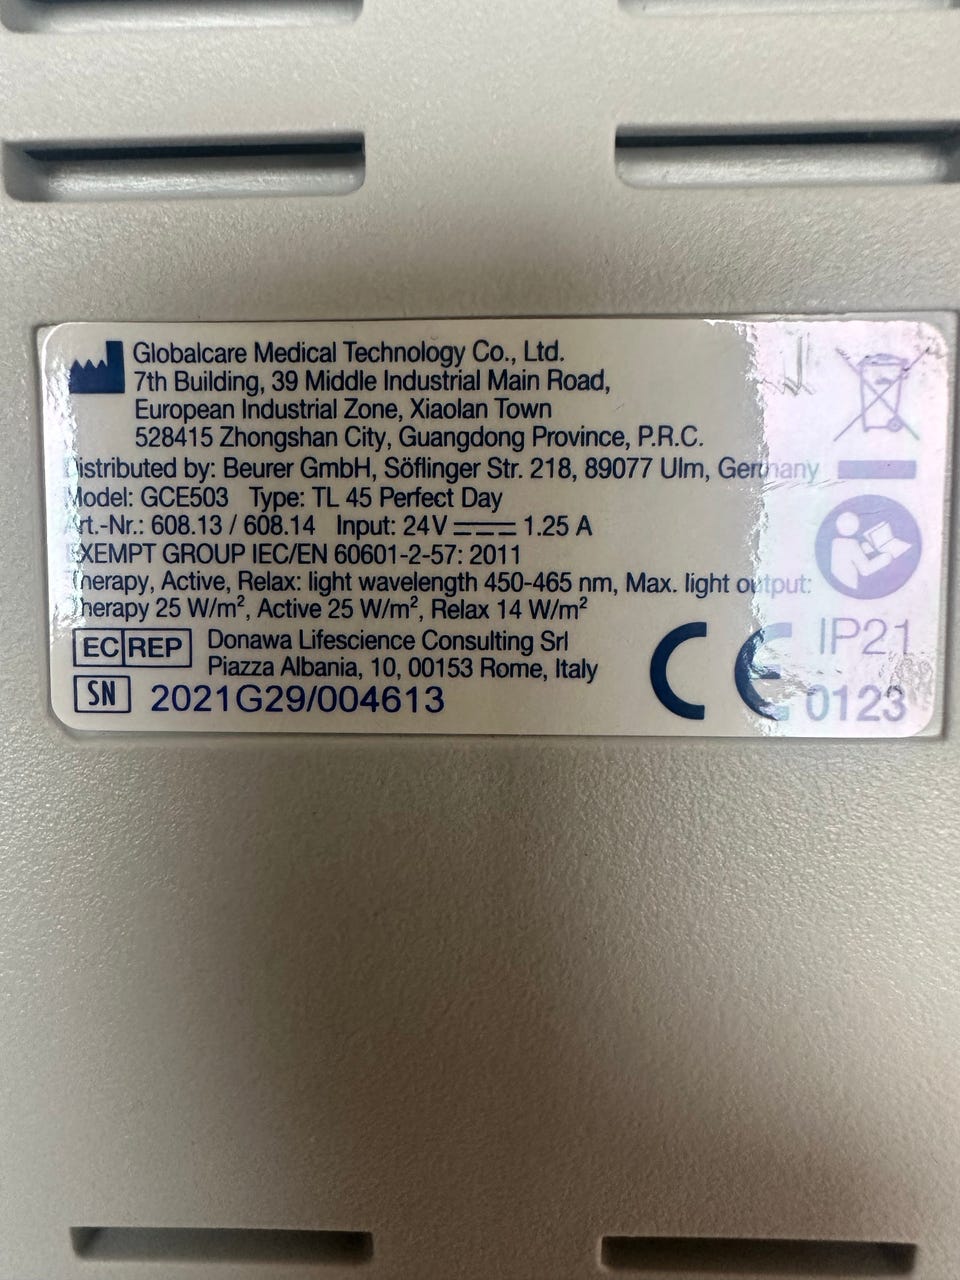 Globalcare Medical Technology Co., Ltd.
7th Building, 39 Middle Industrial Main Road,
European Industrial Zone, Xiaolan Town
528415 Zhongshan City, Guangdong Province, P.R.C.
Distributed by: Beurer GmbH, Söflinger Str. 218, 89077 Ulm, Germany
Model: GCE503 Type: TL 45 Perfect Day
Art.-Nr.: 608.13 / 608.14 Input: 24V 1.25 A
EXEMPT GROUP IEC/EN 60601-2-57: 2011
Therapy, Active, Relax: light wavelength 450-465 nm, Max. light output:
Therapy 25 W/m², Active 25 W/m², Relax 14 W/m²
EC REP Donawa Lifescience Consulting Srl
Piazza Albania, 10, 00153 Rome, Italy
SN 2021G29/004613
CE
IP21
0123